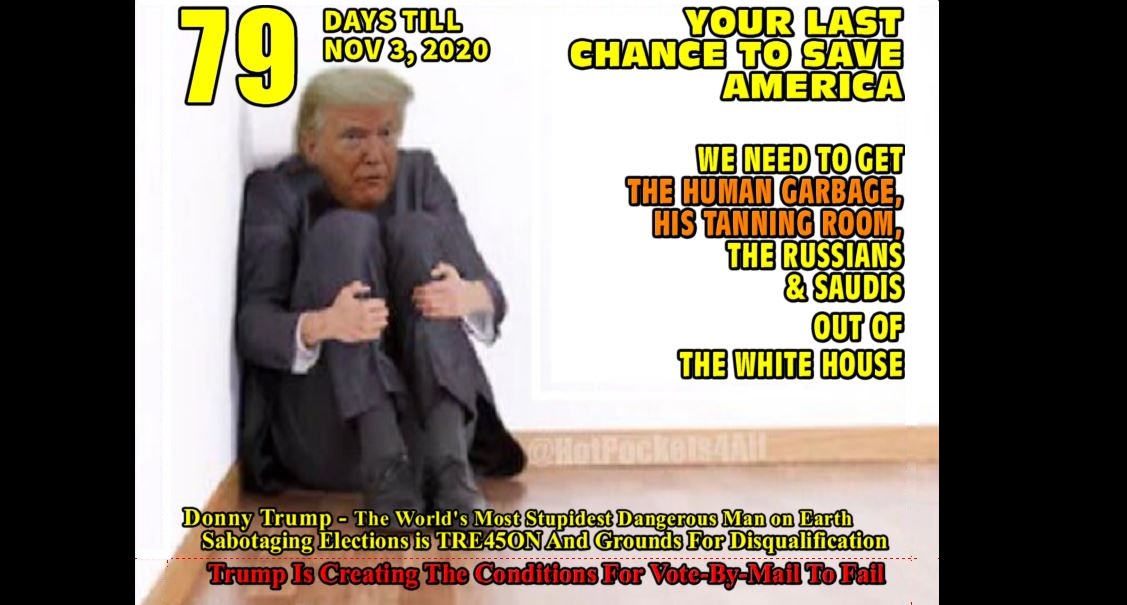 79
DAYS TILL
NOV 3, 2020
YOUR LAST
CHANCE TO SAVE
AMERICA
WE NEED TO GET
THE HUMAN GARBAGE,
HIS TANNING ROOM,
THE RUSSIANS
& SAUDIS
OUT OF
THE WHITE HOUSE
@HotPockets4All
Donny Trump - The World's Most Stupidest Dangerous Man on Earth
Sabotaging Elections is TRE45ON And Grounds For Disqualification
Trump Is Creating The Conditions For Vote-By-Mail To Fail